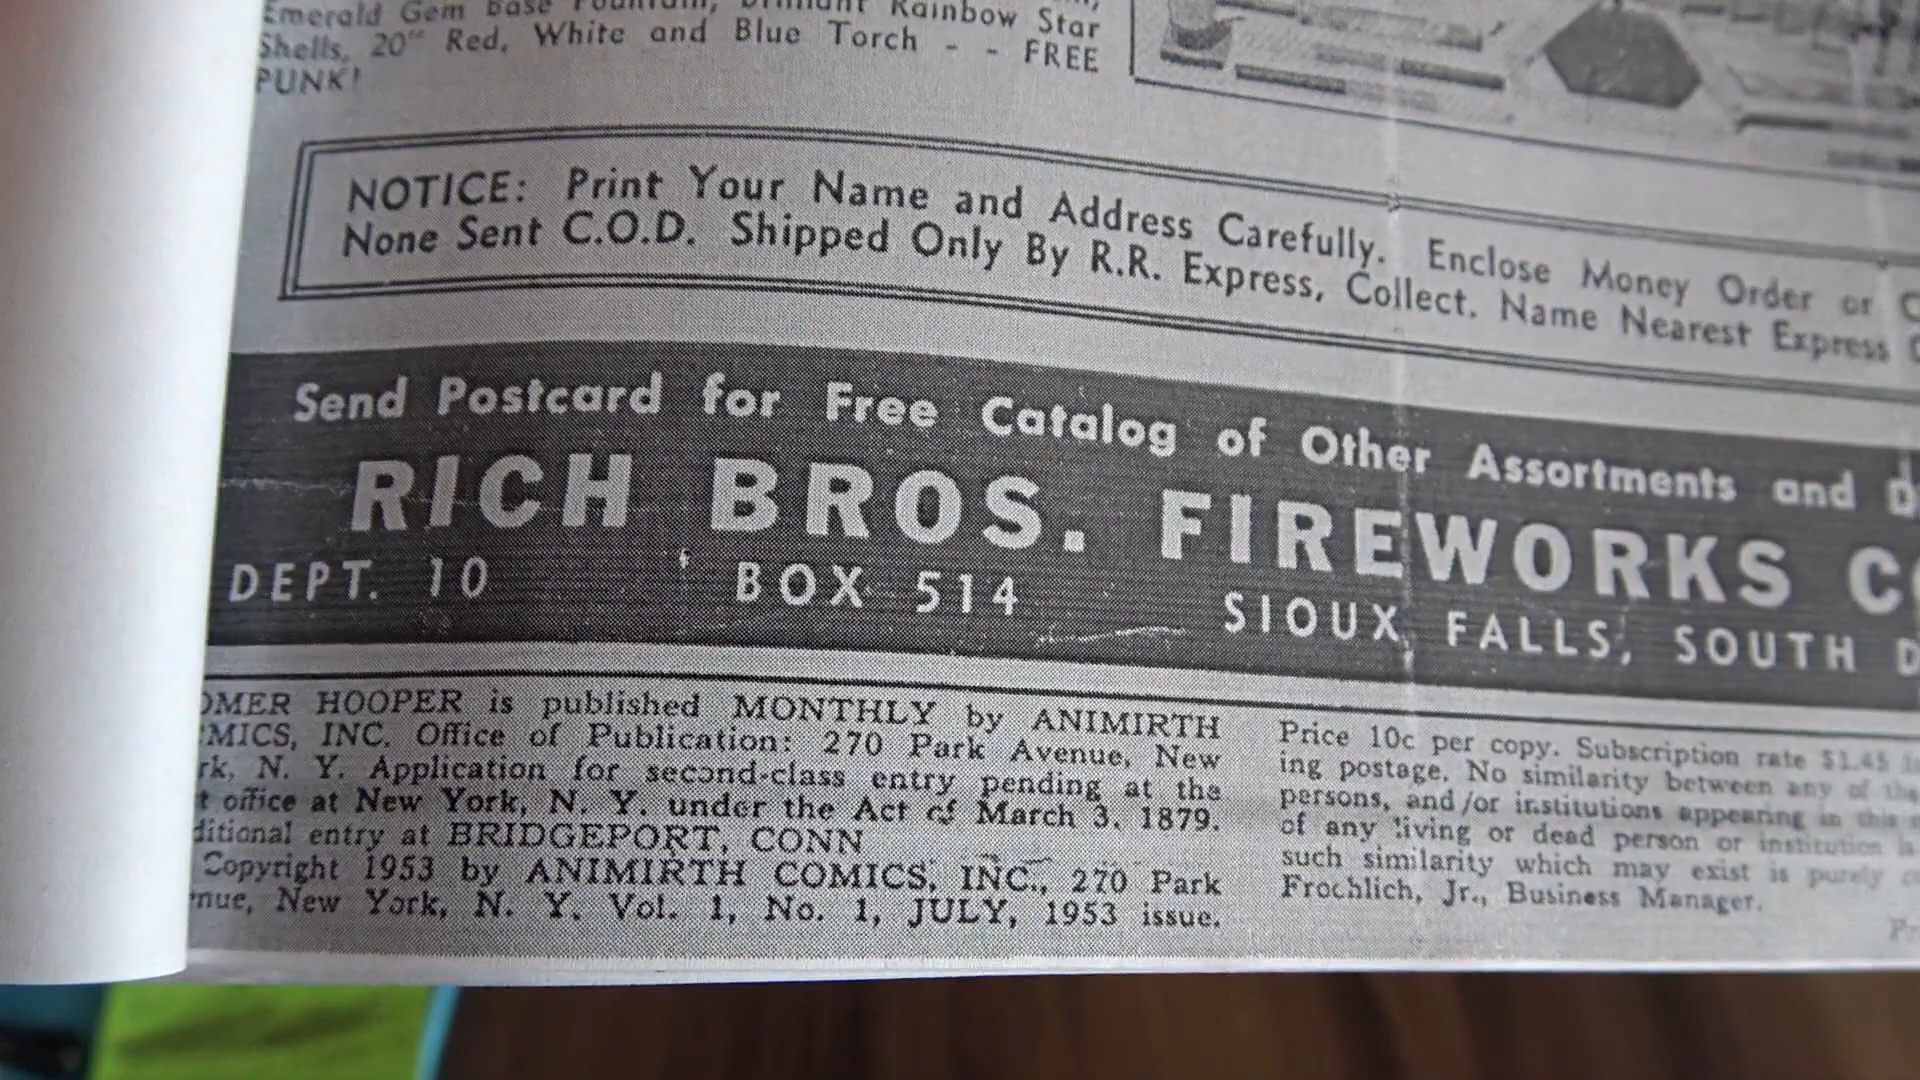 Emerald Gem Base Fountain, Brilliant Rainbow Star
Shells, 20" Red, White and Blue Torch - - FREE
PUNK!
NOTICE: Print Your Name and Address Carefully. Enclose Money Order or
None Sent C.O.D. Shipped Only By R.R. Express, Collect. Name Nearest Express
Send Postcard for Free Catalog of Other Assortments and
RICH BROS. FIREWORKS
DEPT. 10 BOX 514 SIOUX FALLS, SOUTH
OMER HOOPER is published MONTHLY by ANIMIRTH
MICS, INC. Office of Publication: 270 Park Avenue, New
rk, N. Y. Application for second-class entry pending at the
t office at New York, N. Y. under the Act of March 3, 1879.
ditional entry at BRIDGEPORT, CONN
Copyright 1953 by ANIMIRTH COMICS, INC., 270 Park
nue, New York, N. Y. Vol. 1, No. 1, JULY, 1953 issue.
Price 10c per copy. Subscription rate $1.45
ing postage. No similarity between any of the
persons, and/or institutions appearing in this
of any living or dead person or institution
such similarity which may exist is purely
Frochlich, Jr., Business Manager.